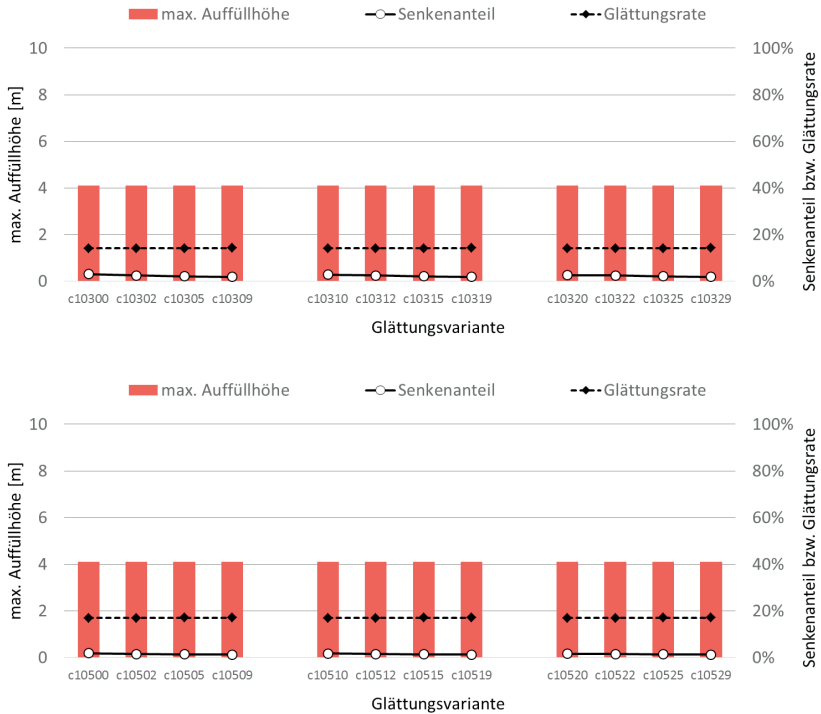 max. Auffüllhöhe Senkenanteil Glättungsrate
10 100%
8 80%
6 60%
4 40%
2 20%
0 0%
max. Auffüllhöhe [m]
Senkenanteil bzw. Glättungsrate
c10300 c10302 c10305 c10309 c10310 c10312 c10315 c10319 c10320 c10322 c10325 c10329
Glättungsvariante
max. Auffüllhöhe Senkenanteil Glättungsrate
10 100%
8 80%
6 60%
4 40%
2 20%
0 0%
max. Auffüllhöhe [m]
Senkenanteil bzw. Glättungsrate
c10500 c10502 c10505 c10509 c10510 c10512 c10515 c10519 c10520 c10522 c10525 c10529
Glättungsvariante